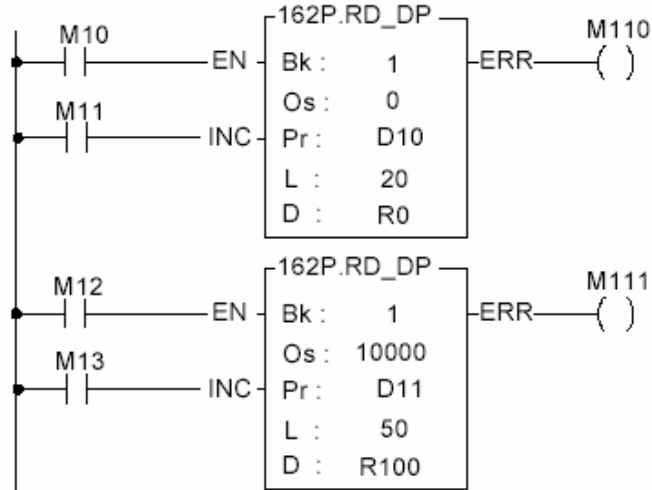 162P.RD_DP
M10 EN Bk : 1 ERR M110
Os : 0
M11 INC Pr : D10
L : 20
D : R0
162P.RD_DP
M12 EN Bk : 1 ERR M111
Os : 10000
M13 INC Pr : D11
L : 50
D : R100